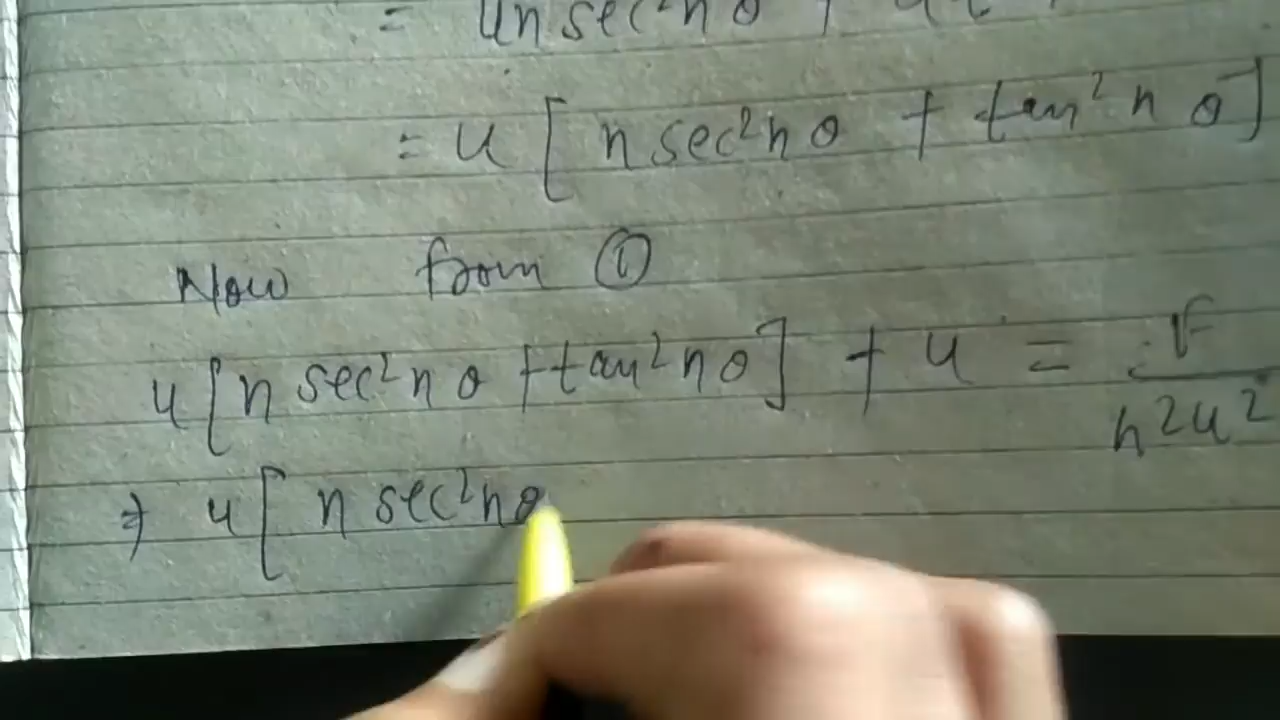 = u [ n sec²nθ + tan²nθ ]
Now from ①
u [n sec²nθ + tan²nθ] + u = F / h²u²
⇒ u [ n sec²nθ